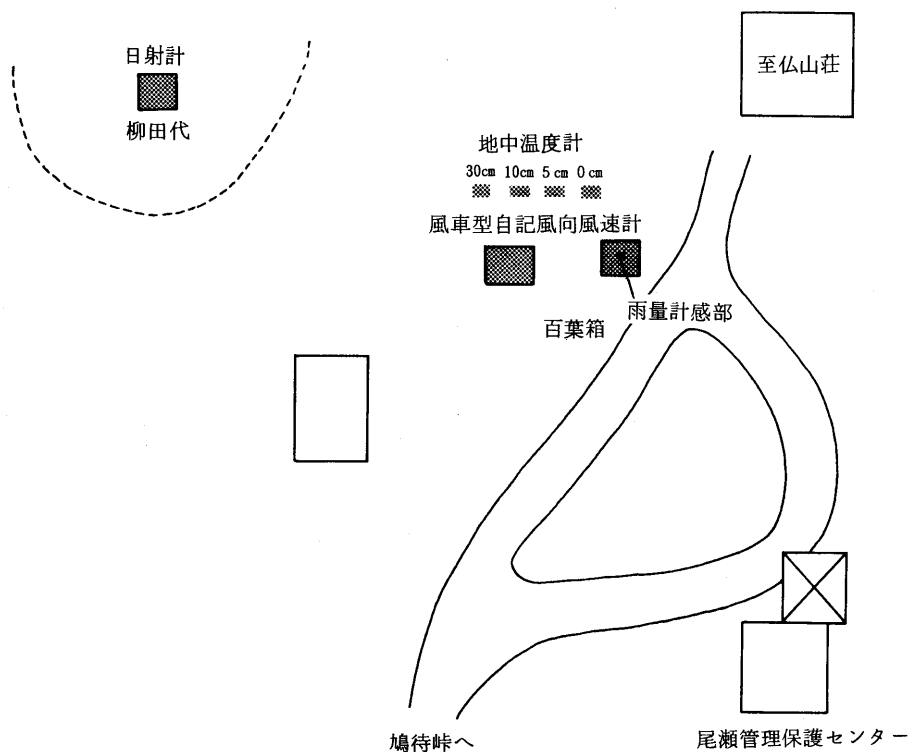 日射計
至仏山荘
柳田代
地中温度計
30cm 10cm 5cm 0cm
風車型自記風向風速計
雨量計感部
百葉箱
鳩待峠へ
尾瀬管理保護センター